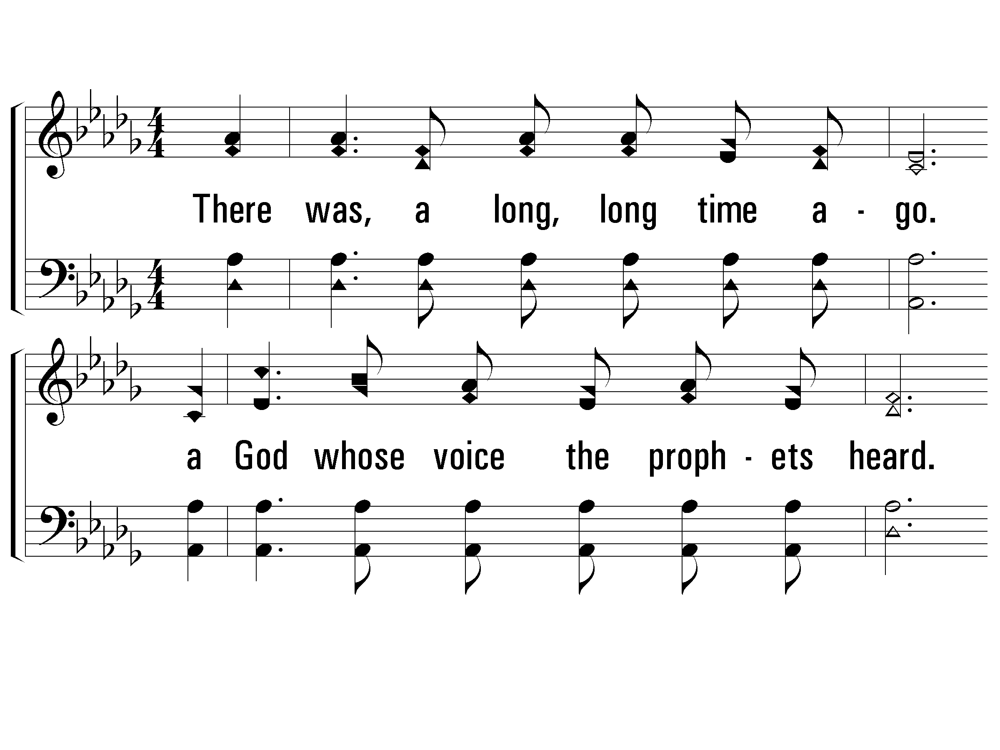 There was, a long, long time a - go.
a God whose voice the proph - ets heard.